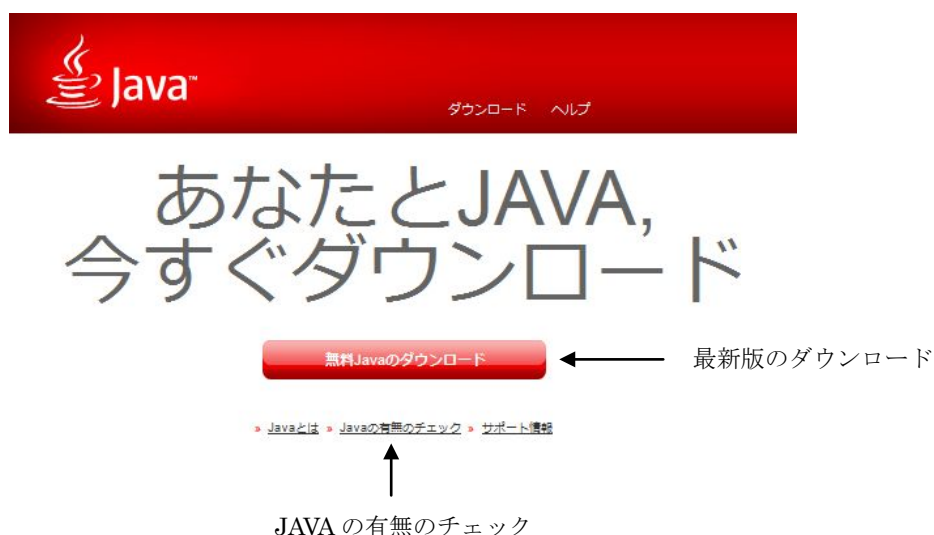 Java™
ダウンロード ヘルプ
あなたとJAVA,
今すぐダウンロード
無料Javaのダウンロード
最新版のダウンロード
» Javaとは » Javaの有無のチェック » サポート情報
JAVA の有無のチェック